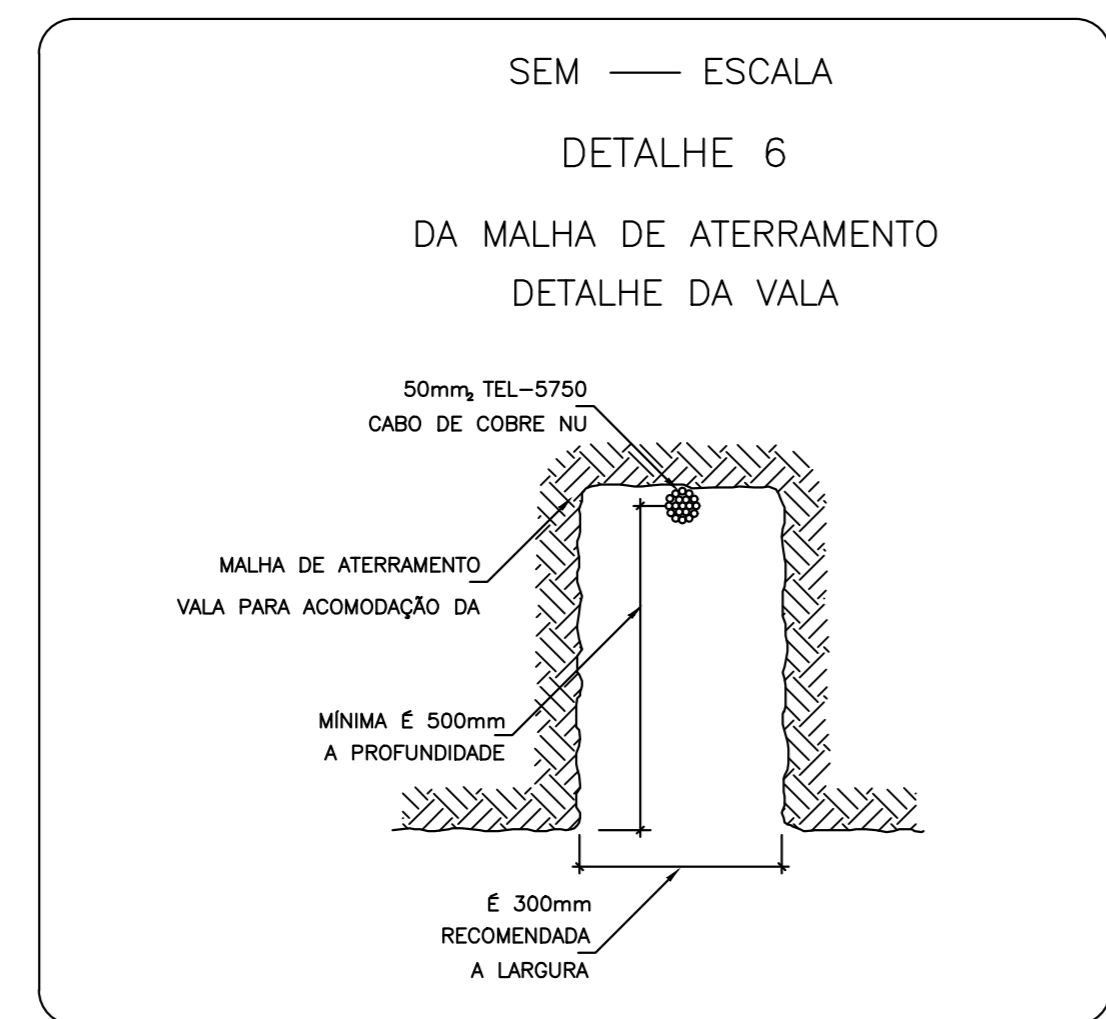 SEM —— ESCALA
DETALHE 6
DA MALHA DE ATERRAMENTO
DETALHE DA VALA
50mm₂ TEL-5750
CABO DE COBRE NU
MALHA DE ATERRAMENTO
VALA PARA ACOMODAÇÃO DA
MÍNIMA É 500mm
A PROFUNDIDADE
É 300mm
RECOMENDADA
A LARGURA